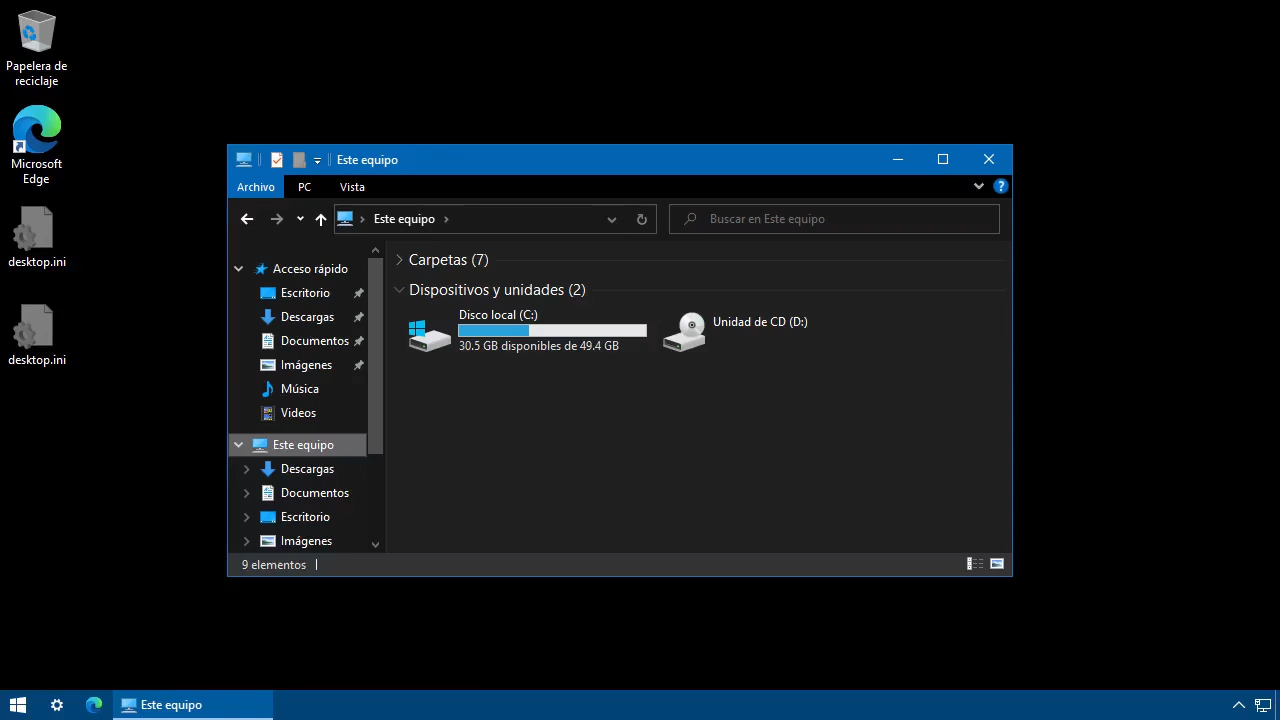 Papelera de
reciclaje
Microsoft
Edge
desktop.ini
desktop.ini
Este equipo
Archivo
PC
Vista
?
Este equipo
Buscar en Este equipo
Acceso rápido
Escritorio
Descargas
Documentos
Imágenes
Música
Videos
Este equipo
Descargas
Documentos
Escritorio
Imágenes
Carpetas (7)
Dispositivos y unidades (2)
Disco local (C:)
30.5 GB disponibles de 49.4 GB
Unidad de CD (D:)
9 elementos
Este equipo